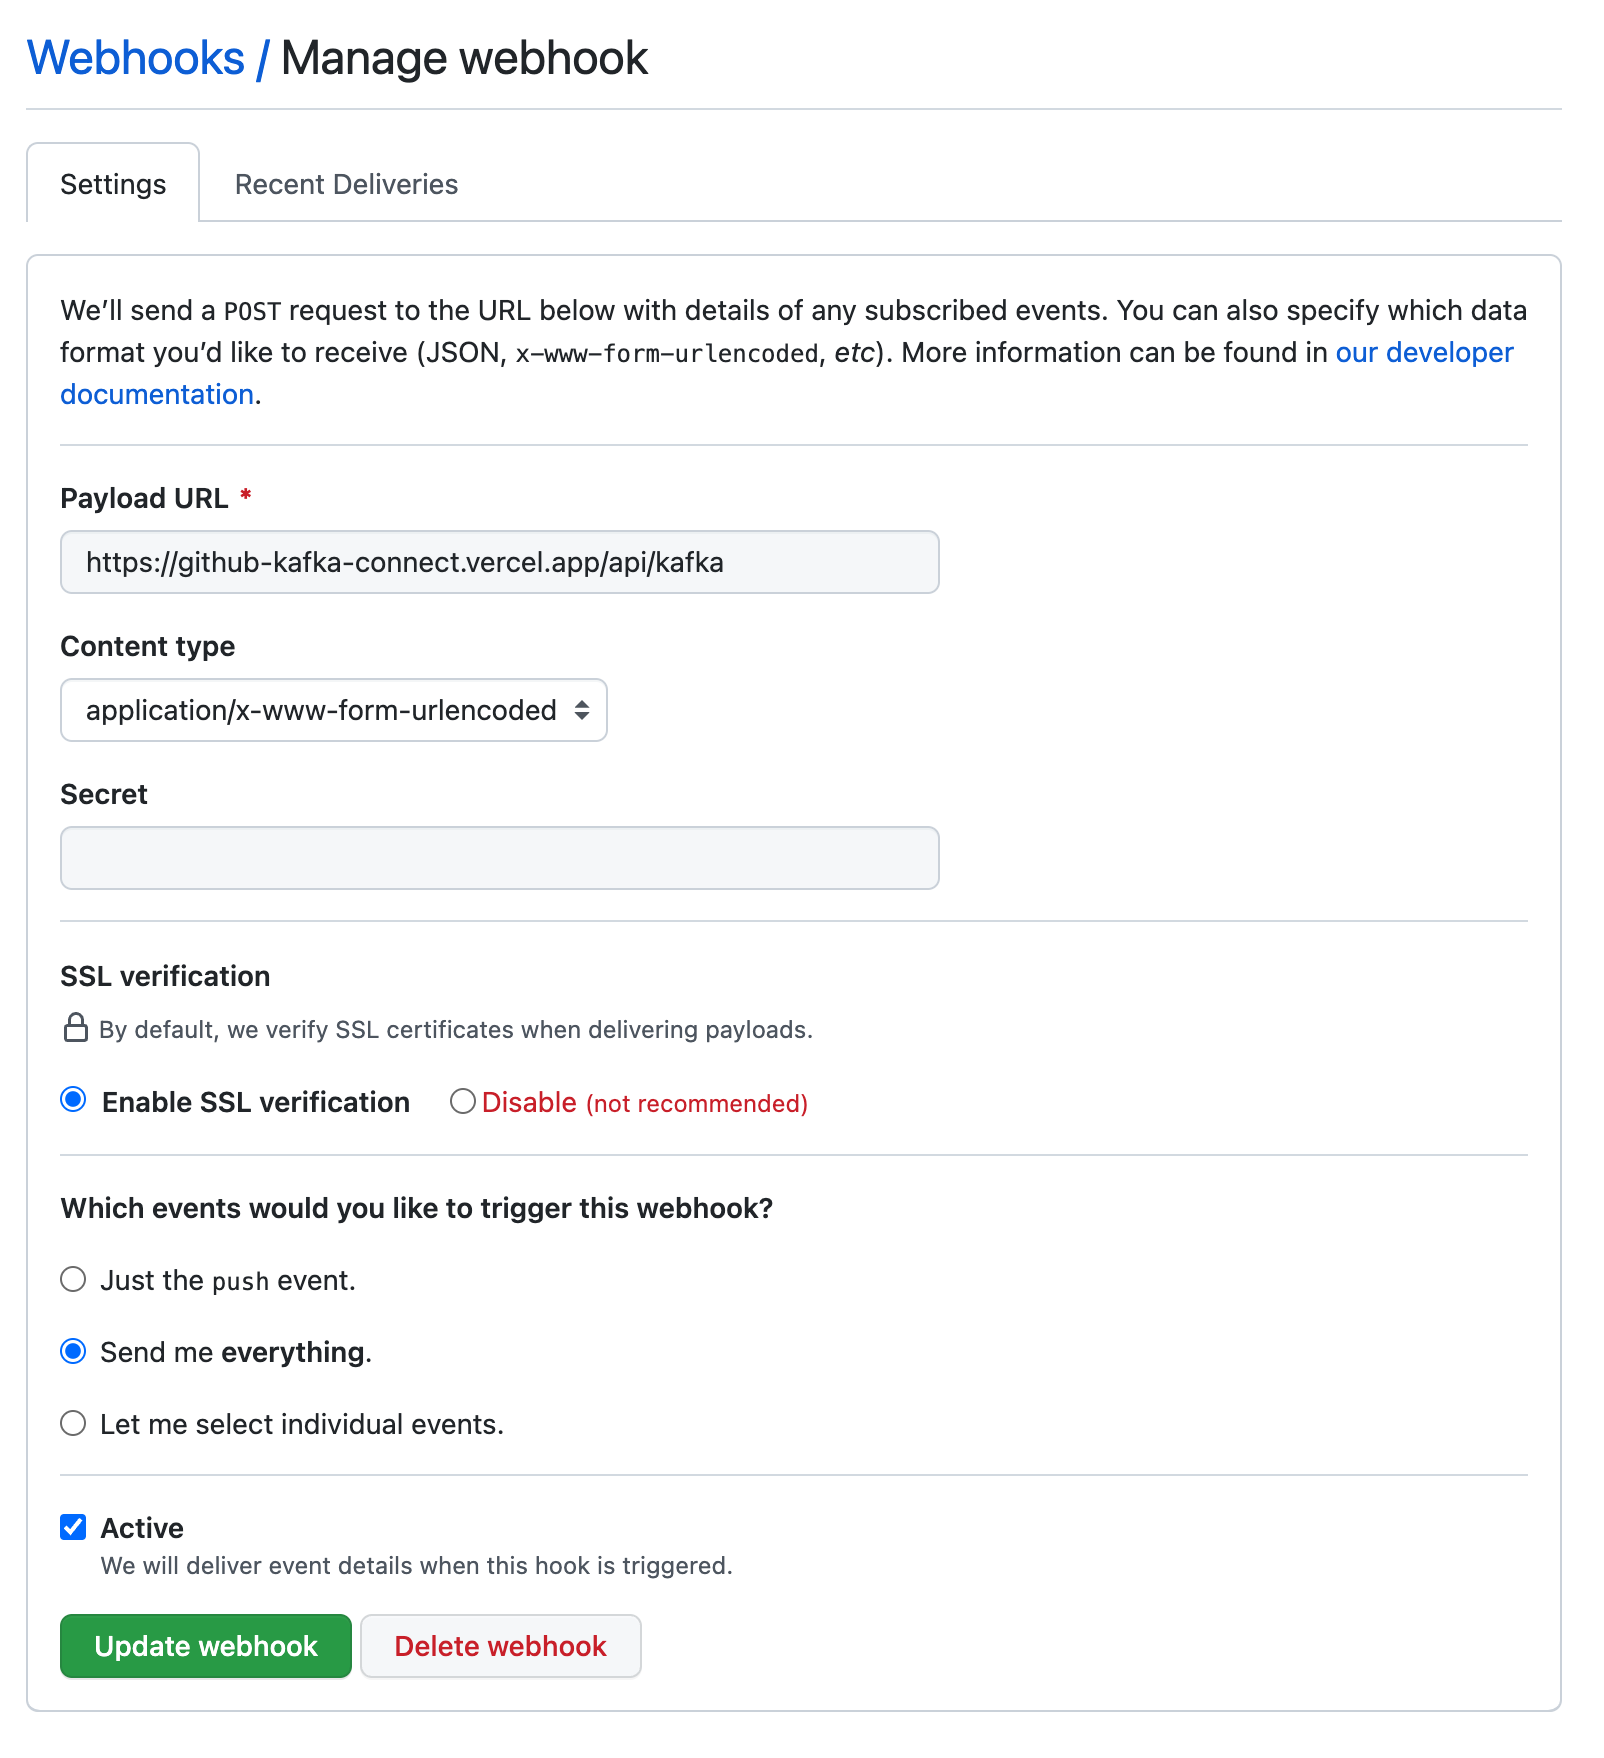 Webhooks / Manage webhook
Settings
Recent Deliveries
We’ll send a POST request to the URL below with details of any subscribed events. You can also specify which data
format you’d like to receive (JSON, x-www-form-urlencoded, etc). More information can be found in our developer
documentation.
Payload URL *
https://github-kafka-connect.vercel.app/api/kafka
Content type
application/x-www-form-urlencoded
Secret
SSL verification
By default, we verify SSL certificates when delivering payloads.
Enable SSL verification
Disable (not recommended)
Which events would you like to trigger this webhook?
Just the push event.
Send me everything.
Let me select individual events.
Active
We will deliver event details when this hook is triggered.
Update webhook
Delete webhook